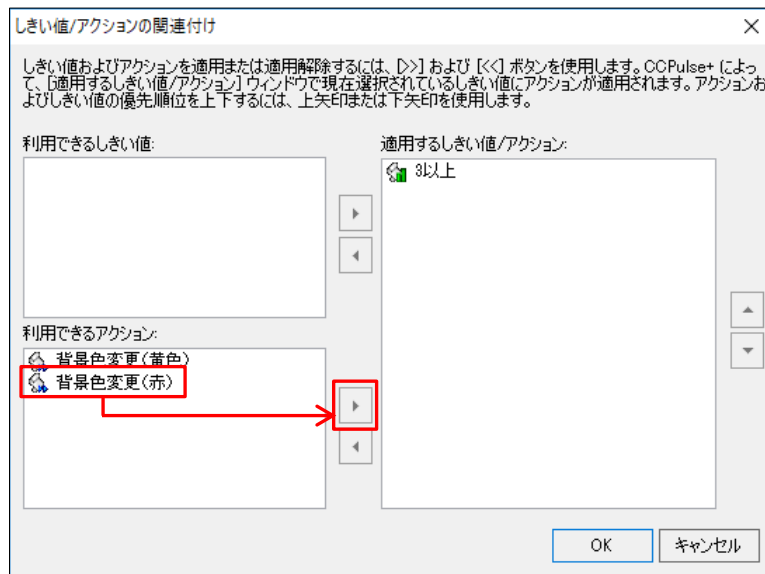 しきい値/アクションの関連付け
しきい値およびアクションを適用または適用解除するには、[>>] および [<<] ボタンを使用します。CCPulse+ によっ
て、[適用するしきい値/アクション] ウィンドウで現在選択されているしきい値にアクションが適用されます。アクションお
よびしきい値の優先順位を上下するには、上矢印または下矢印を使用します。
利用できるしきい値:
適用するしきい値/アクション:
3以上
利用できるアクション:
背景色変更(黄色)
背景色変更(赤)
OK
キャンセル